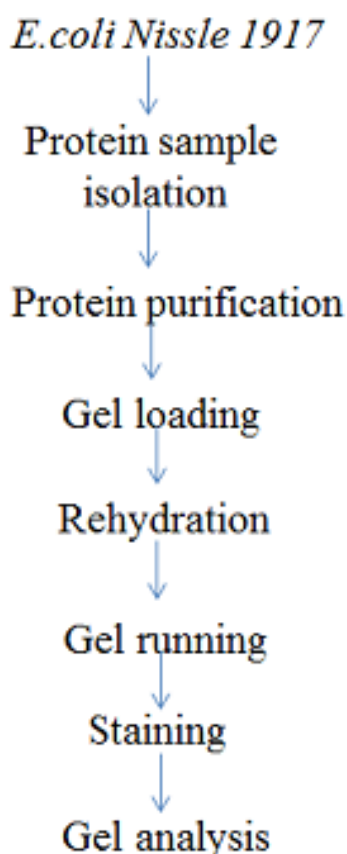 E.coli Nissle 1917
Protein sample
isolation
Protein purification
Gel loading
Rehydration
Gel running
Staining
Gel analysis